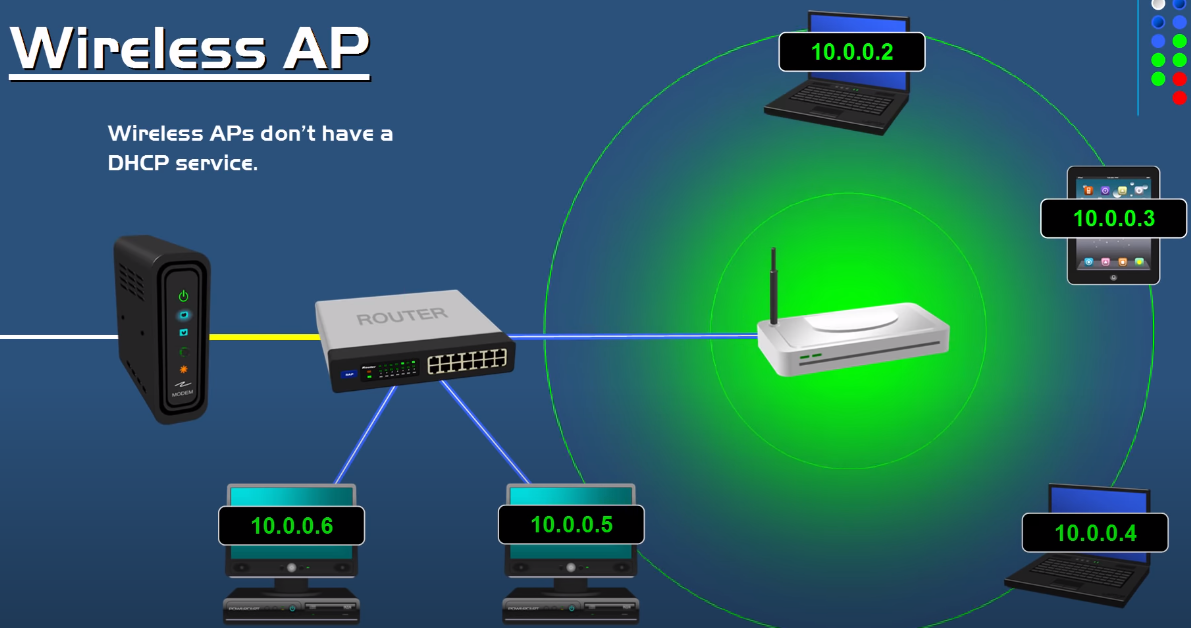 Wireless AP
10.0.0.2
Wireless APs don't have a
DHCP service.
10.0.0.3
ROUTER
MODEM
10.0.0.6
10.0.0.5
10.0.0.4